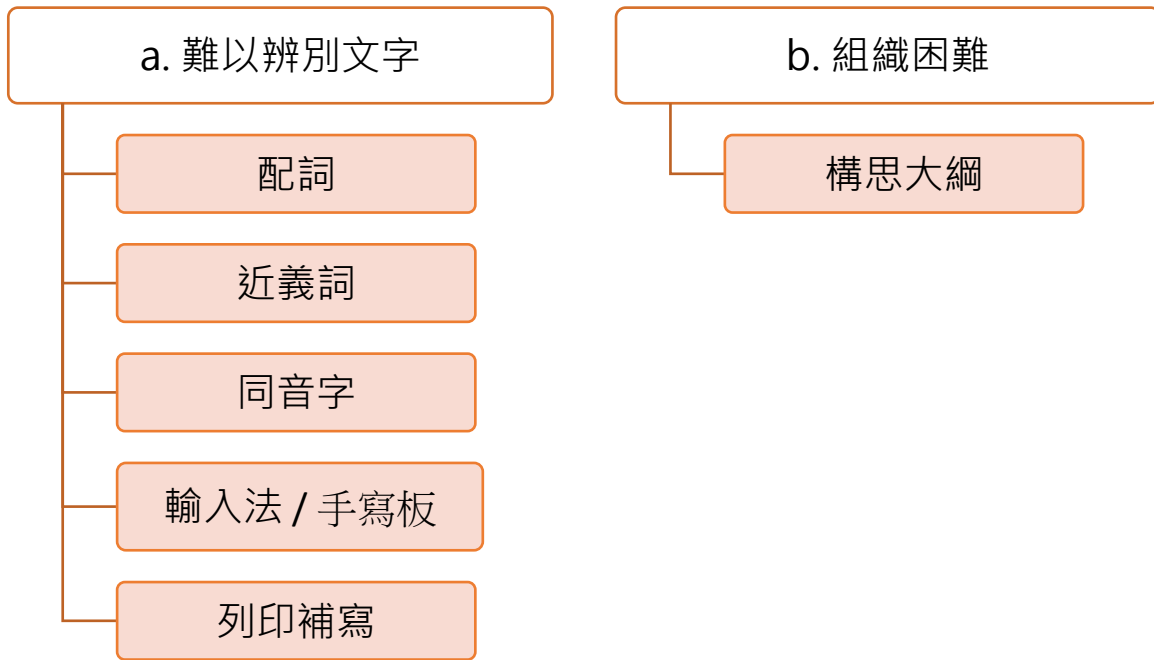 a. 難以辨別文字
配詞
近義詞
同音字
輸入法 / 手寫板
列印補寫
b. 組織困難
構思大綱